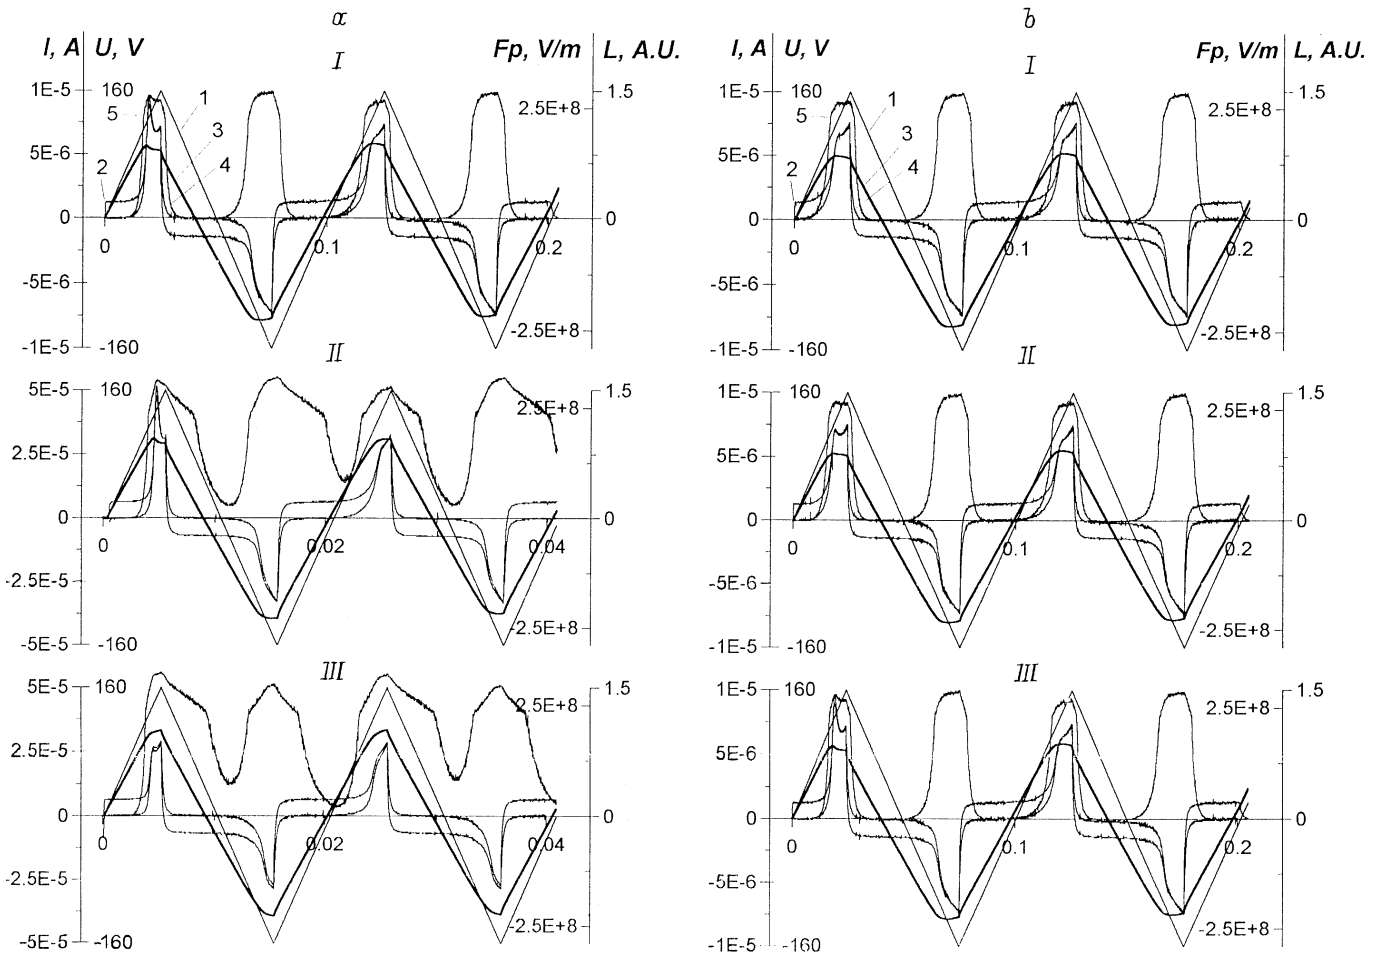 a
I, A U, V Fp, V/m L, A.U.
I
1E-5 160 1 2.5E+8 1.5
5 3
5E-6 4
2
0 0 0.1 0.2 0
-5E-6
-1E-5 -160 -2.5E+8
II
5E-5 160 2.5E+8 1.5
2.5E-5
0 0 0.02 0.04 0
-2.5E-5
-5E-5 -160 -2.5E+8
III
5E-5 160 2.5E+8 1.5
2.5E-5
0 0 0.02 0.04 0
-2.5E-5
-5E-5 -160 -2.5E+8
b
I, A U, V Fp, V/m L, A.U.
I
1E-5 160 1 2.5E+8 1.5
5 3
5E-6 4
2
0 0 0.1 0.2 0
-5E-6
-1E-5 -160 -2.5E+8
II
1E-5 160 2.5E+8 1.5
5E-6
0 0 0.1 0.2 0
-5E-6
-1E-5 -160 -2.5E+8
III
1E-5 160 2.5E+8 1.5
5E-6
0 0 0.1 0.2 0
-5E-6
-1E-5 -160 -2.5E+8